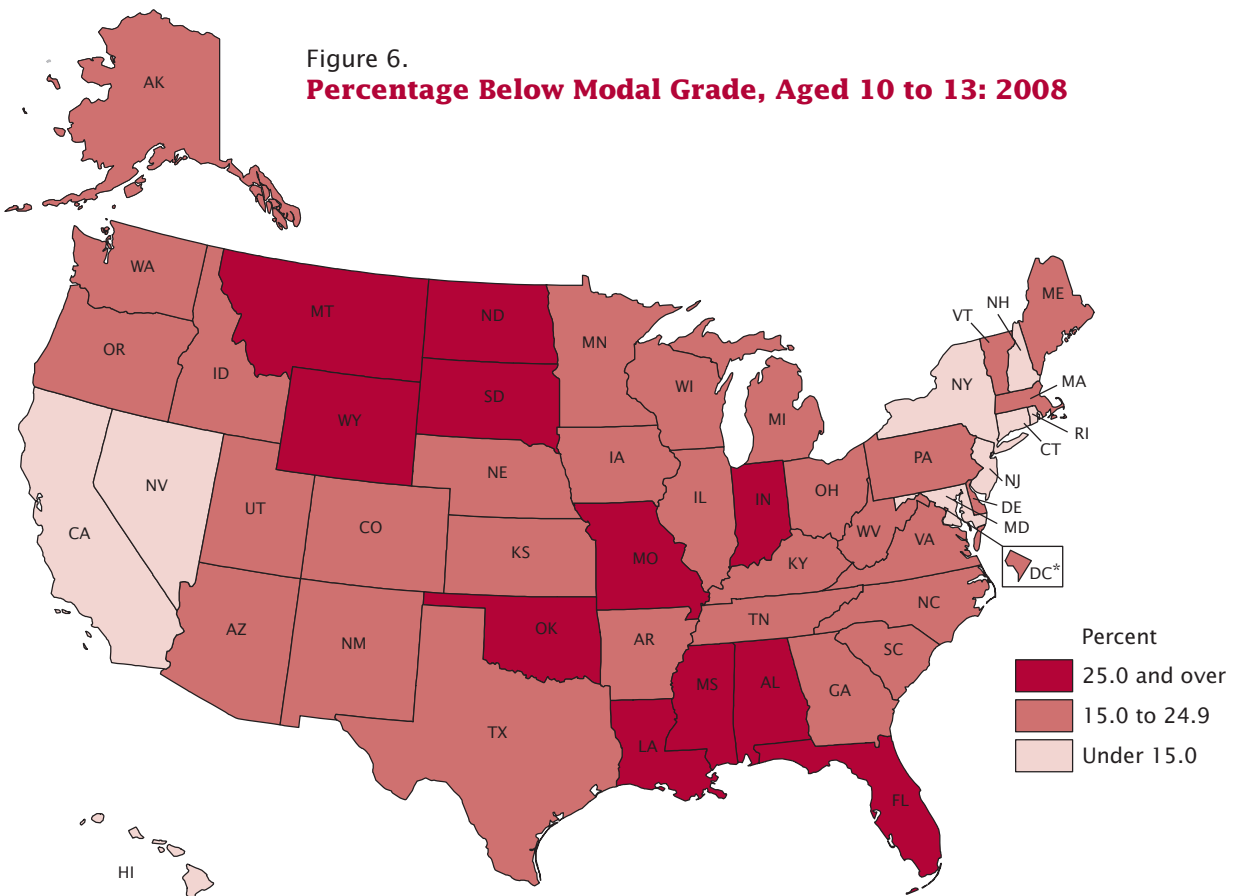 Figure 6.
Percentage Below Modal Grade, Aged 10 to 13: 2008
AK
WA
MT
ND
MN
VT
NH
ME
OR
ID
WY
SD
WI
MI
NY
MA
RI
CT
NV
UT
CO
NE
IA
IL
IN
OH
PA
NJ
DE
MD
DC*
CA
KS
MO
KY
WV
VA
AZ
NM
OK
AR
TN
NC
SC
TX
LA
MS
AL
GA
FL
HI
Percent
25.0 and over
15.0 to 24.9
Under 15.0